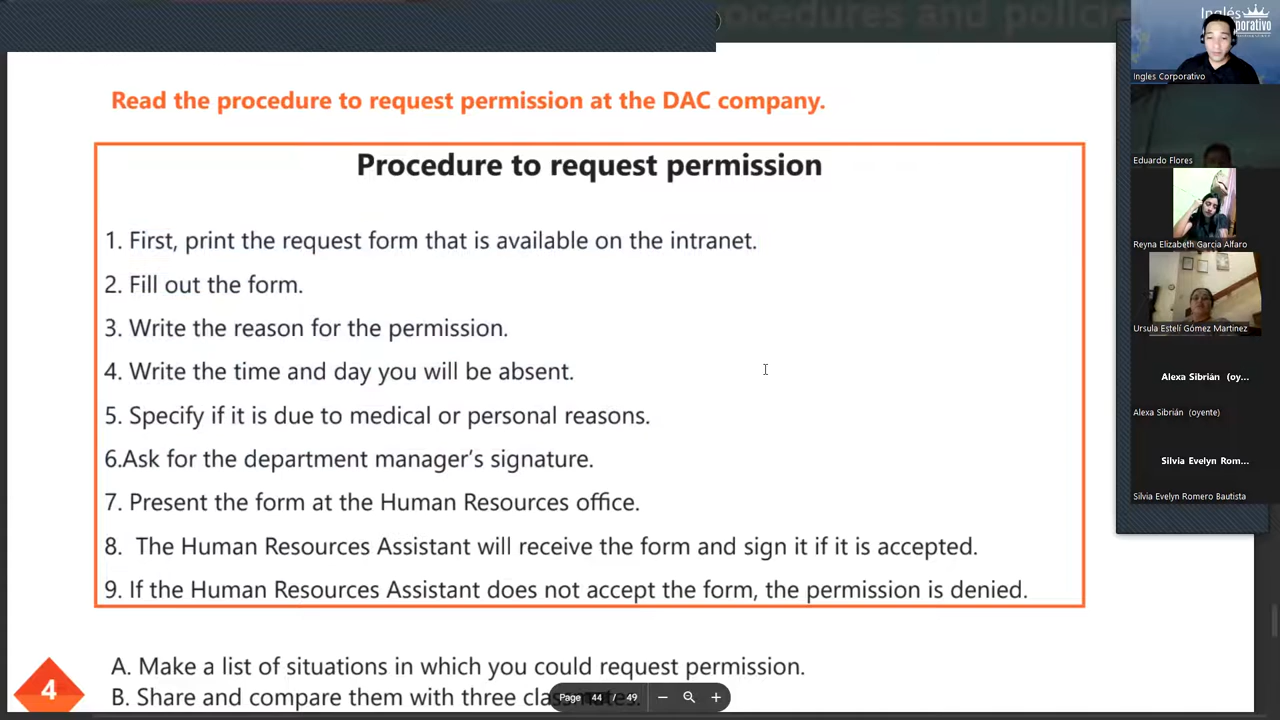 ocedures and policie
Read the procedure to request permission at the DAC company.
Procedure to request permission
1. First, print the request form that is available on the intranet.
2. Fill out the form.
3. Write the reason for the permission.
4. Write the time and day you will be absent.
5. Specify if it is due to medical or personal reasons.
6.Ask for the department manager's signature.
7. Present the form at the Human Resources office.
8. The Human Resources Assistant will receive the form and sign it if it is accepted.
9. If the Human Resources Assistant does not accept the form, the permission is denied.
4
A. Make a list of situations in which you could request permission.
B. Share and compare them with three classmates.
Page 44 / 49
Inglés
porativo
Ingles Corporativo
Eduardo Flores
Reyna Elizabeth Garcia Alfaro
Ursula Estelí Gómez Martinez
Alexa Sibrián (oy...
Alexa Sibrián (oyente)
Silvia Evelyn Rom...
Silvia Evelyn Romero Bautista